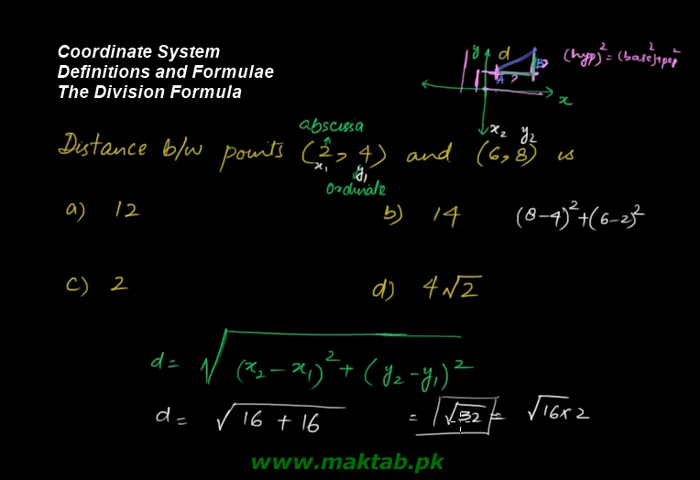 Coordinate System
Definitions and Formulae
The Division Formula
y d
B
A
x
(hyp)² = (base)² + per²
abscissa
x₂ y₂
Distance b/w points (2, 4) and (6, 8) is
x₁ y₁
Ordinate
a) 12 b) 14 (8-4)² + (6-2)²
c) 2 d) 4√2
d = √(x₂ - x₁)² + (y₂ - y₁)²
d = √16 + 16 = √32 = √16 x 2
www.maktab.pk